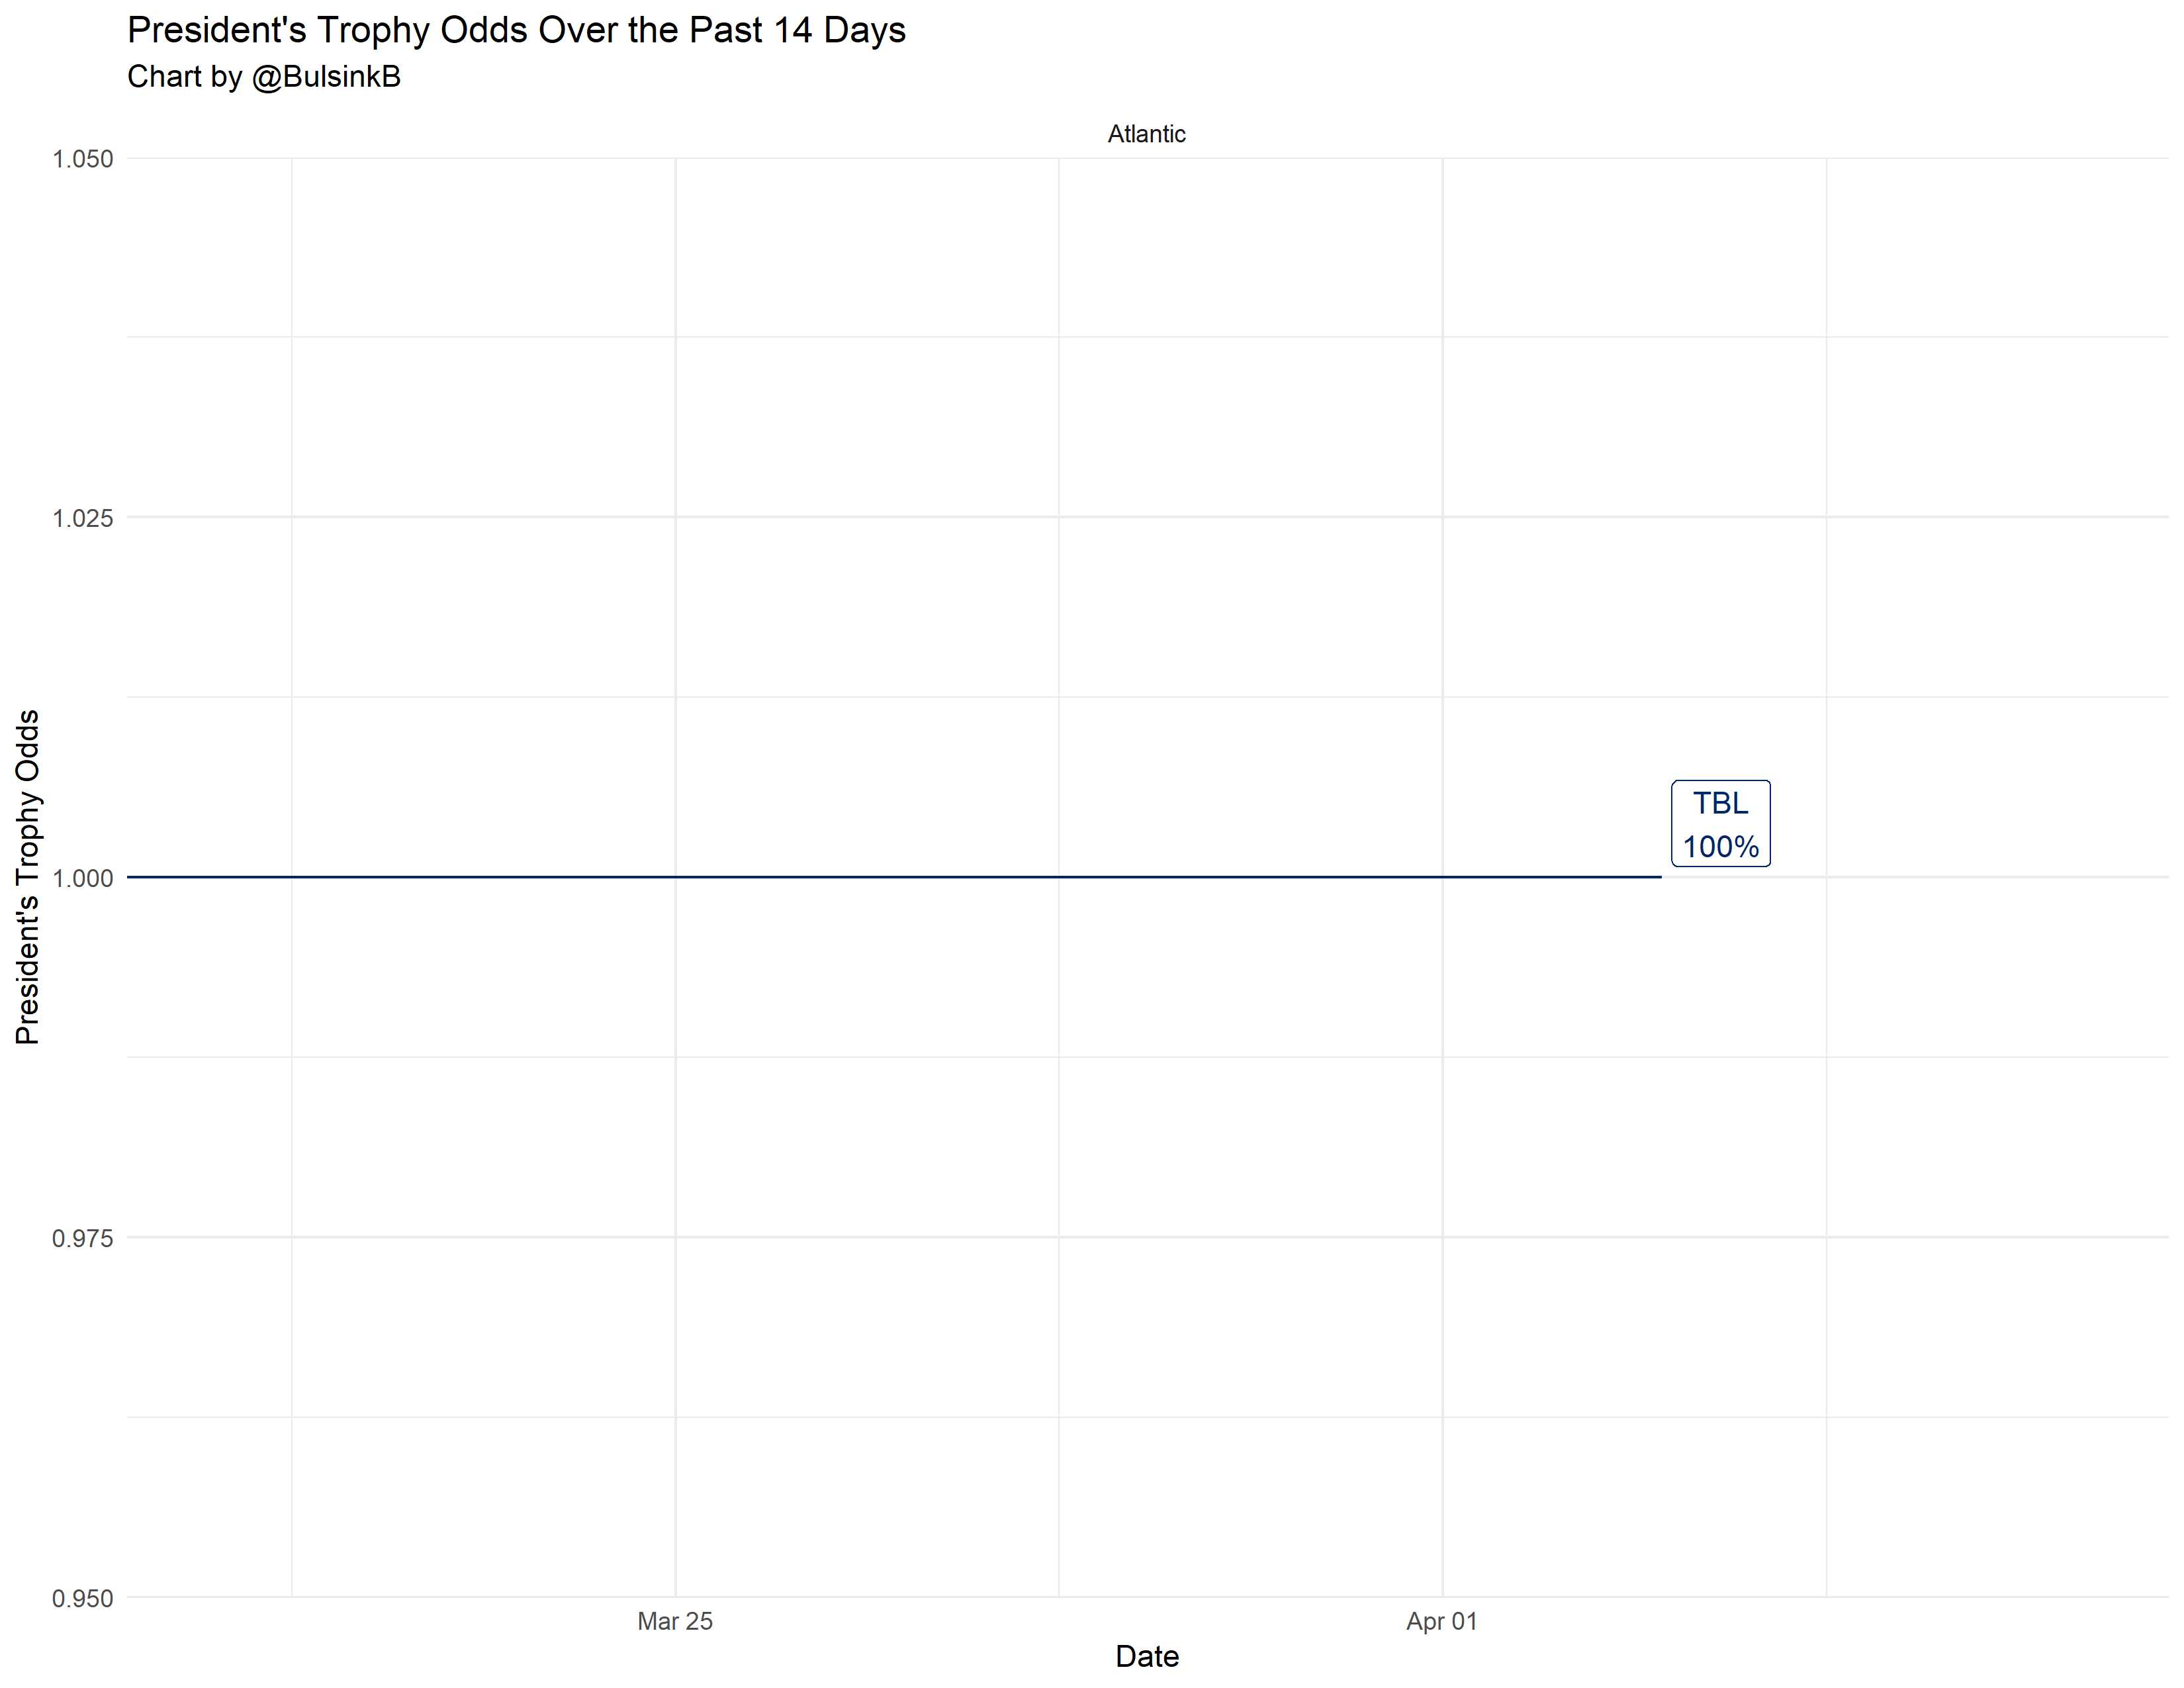 President's Trophy Odds Over the Past 14 Days
Chart by @BulsinkB
Atlantic
1.050
1.025
1.000
0.975
0.950
President's Trophy Odds
TBL
100%
Mar 25
Apr 01
Date